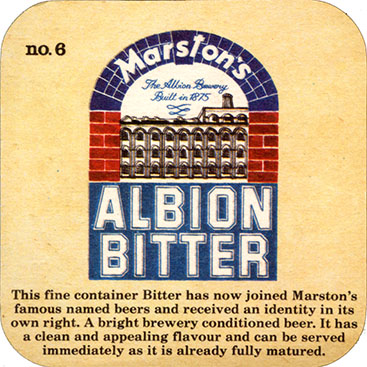 no. 6
Marston's
The Albion Brewery
Built in 1875
ALBION
BITTER
This fine container Bitter has now joined Marston's
famous named beers and received an identity in its
own right. A bright brewery conditioned beer. It has
a clean and appealing flavour and can be served
immediately as it is already fully matured.